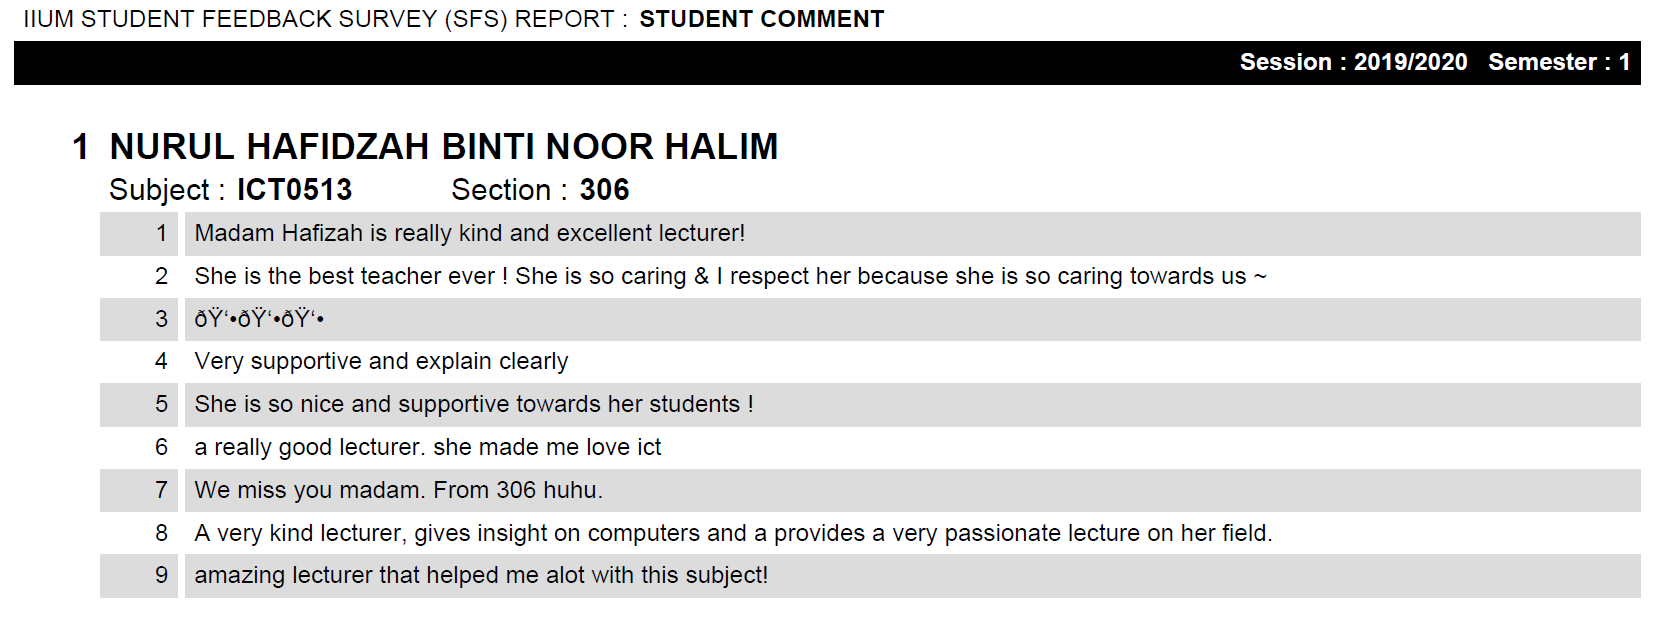 IIUM STUDENT FEEDBACK SURVEY (SFS) REPORT : STUDENT COMMENT
Session : 2019/2020 Semester : 1
1 NURUL HAFIDZAH BINTI NOOR HALIM
Subject : ICT0513 Section : 306
1 Madam Hafizah is really kind and excellent lecturer!
2 She is the best teacher ever ! She is so caring & I respect her because she is so caring towards us ~
3 ðŸ‘•ðŸ‘•ðŸ‘•
4 Very supportive and explain clearly
5 She is so nice and supportive towards her students !
6 a really good lecturer. she made me love ict
7 We miss you madam. From 306 huhu.
8 A very kind lecturer, gives insight on computers and a provides a very passionate lecture on her field.
9 amazing lecturer that helped me alot with this subject!